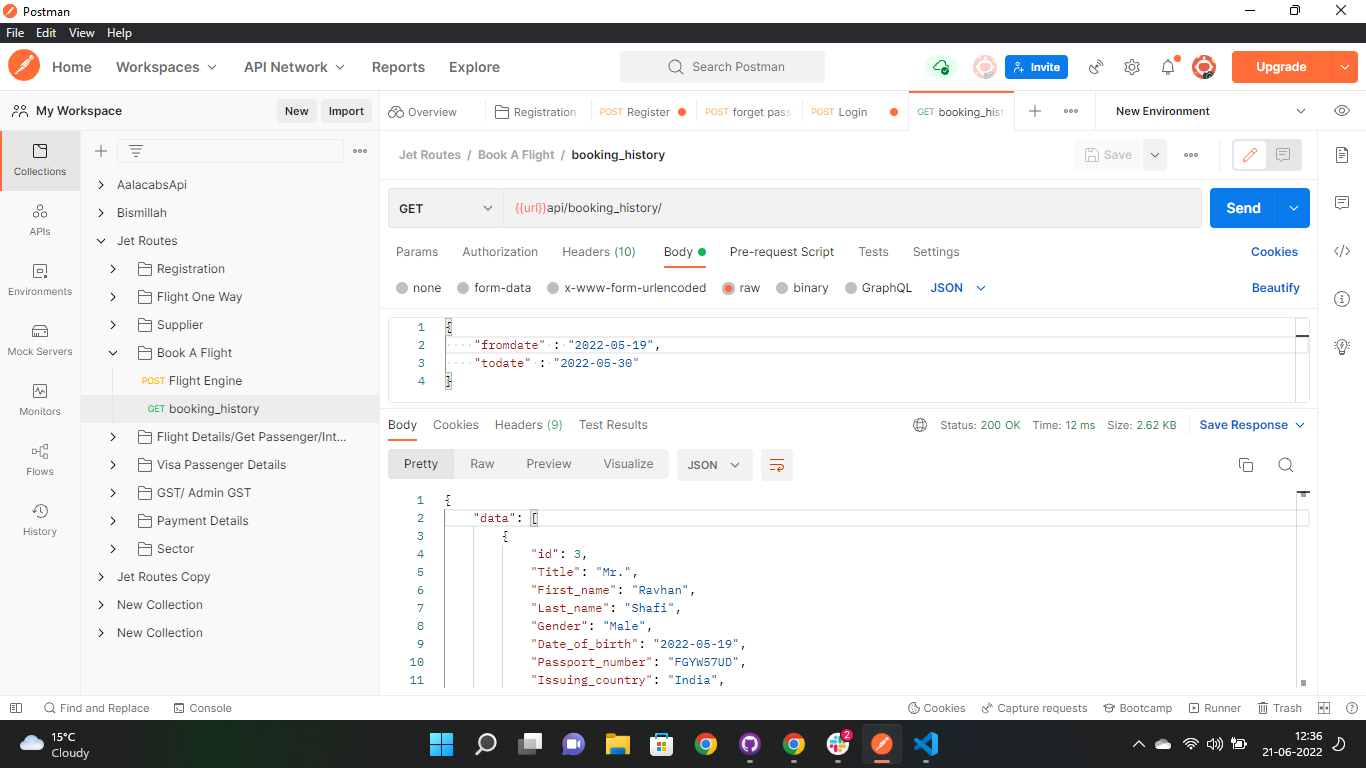 Postman
File Edit View Help
Home Workspaces API Network Reports Explore Search Postman Invite Upgrade
My Workspace New Import Overview Registration POST Register POST forget pass POST Login GET booking_hist New Environment
Collections
APIs
Environments
Mock Servers
Monitors
Flows
History
AalacabsApi
Bismillah
Jet Routes
Registration
Flight One Way
Supplier
Book A Flight
POST Flight Engine
GET booking_history
Flight Details/Get Passenger/Int...
Visa Passenger Details
GST/ Admin GST
Payment Details
Sector
Jet Routes Copy
New Collection
New Collection
Jet Routes / Book A Flight / booking_history Save
GET {{url}}api/booking_history/ Send
Params Authorization Headers (10) Body Pre-request Script Tests Settings Cookies
none form-data x-www-form-urlencoded raw binary GraphQL JSON Beautify
1 {
2 "fromdate" : "2022-05-19",
3 "todate" : "2022-05-30"
4 }
Body Cookies Headers (9) Test Results Status: 200 OK Time: 12 ms Size: 2.62 KB Save Response
Pretty Raw Preview Visualize JSON
1 {
2 "data": [
3 {
4 "id": 3,
5 "Title": "Mr.",
6 "First_name": "Ravhan",
7 "Last_name": "Shafi",
8 "Gender": "Male",
9 "Date_of_birth": "2022-05-19",
10 "Passport_number": "FGYW57UD",
11 "Issuing_country": "India",
Find and Replace Console Cookies Capture requests Bootcamp Runner Trash
15°C
Cloudy
2
12:36
21-06-2022